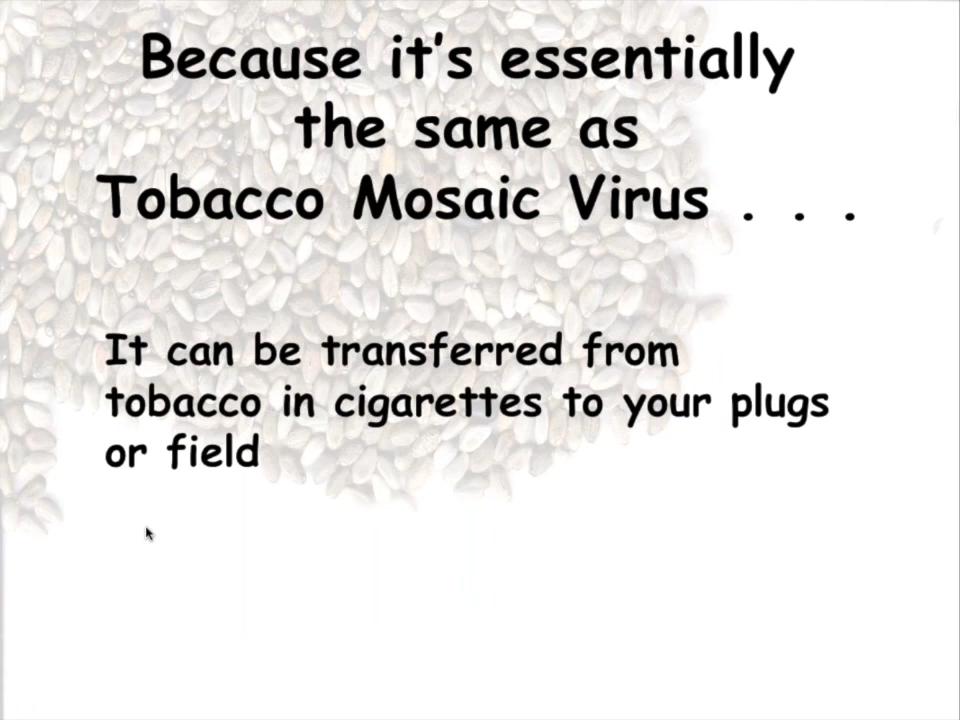 Because it's essentially
the same as
Tobacco Mosaic Virus . . .
It can be transferred from
tobacco in cigarettes to your plugs
or field